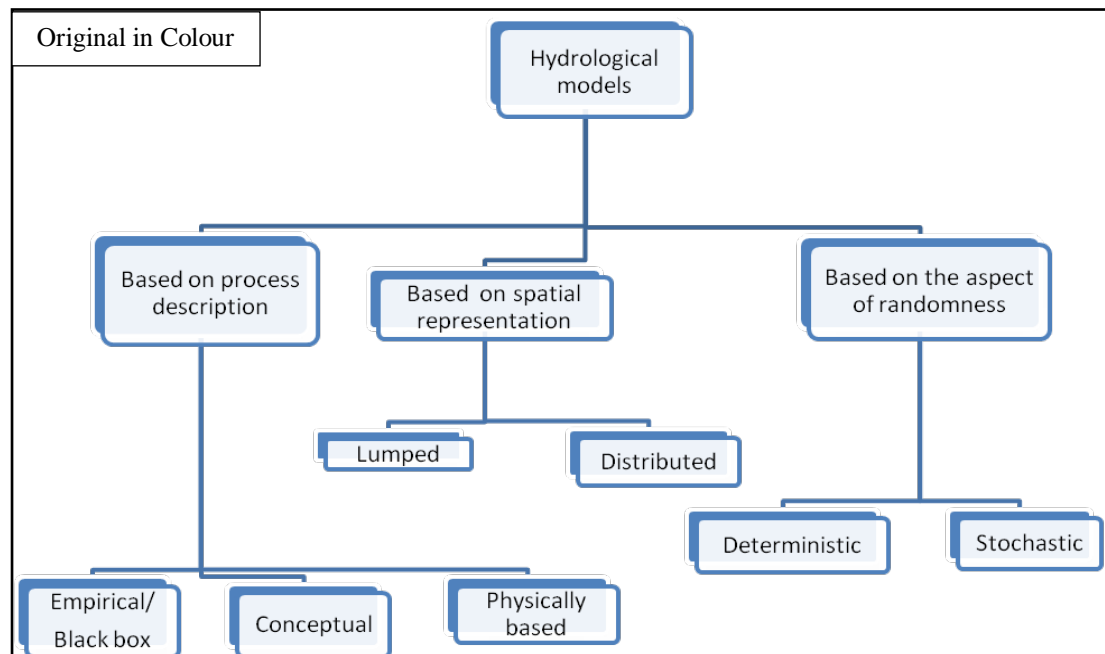 Original in Colour
Hydrological
models
Based on process
description
Based on spatial
representation
Based on the aspect
of randomness
Lumped
Distributed
Deterministic
Stochastic
Empirical/
Black box
Conceptual
Physically
based